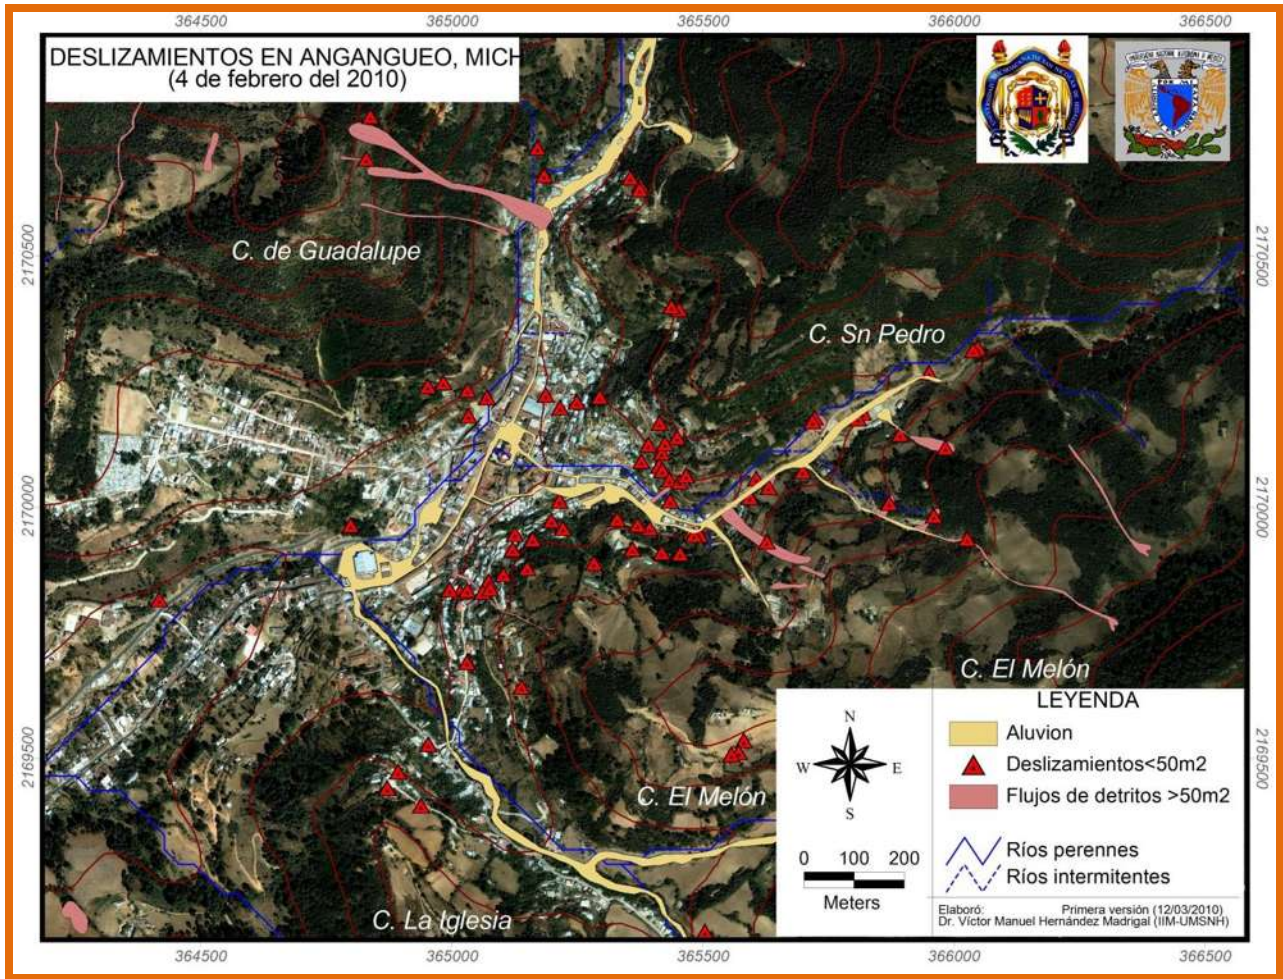 364500
365000
365500
366000
366500
DESLIZAMIENTOS EN ANGANGUEO, MICH
(4 de febrero del 2010)
2170500
2170500
C. de Guadalupe
C. Sn Pedro
2170000
2170000
C. El Melón
2169500
2169500
C. El Melón
C. La Iglesia
N
W
E
S
0 100 200
Meters
LEYENDA
Aluvion
Deslizamientos<50m2
Flujos de detritos >50m2
Ríos perennes
Ríos intermitentes
Elaboró: Primera versión (12/03/2010)
Dr. Víctor Manuel Hernández Madrigal (IIM-UMSNH)
364500
365000
365500
366000
366500